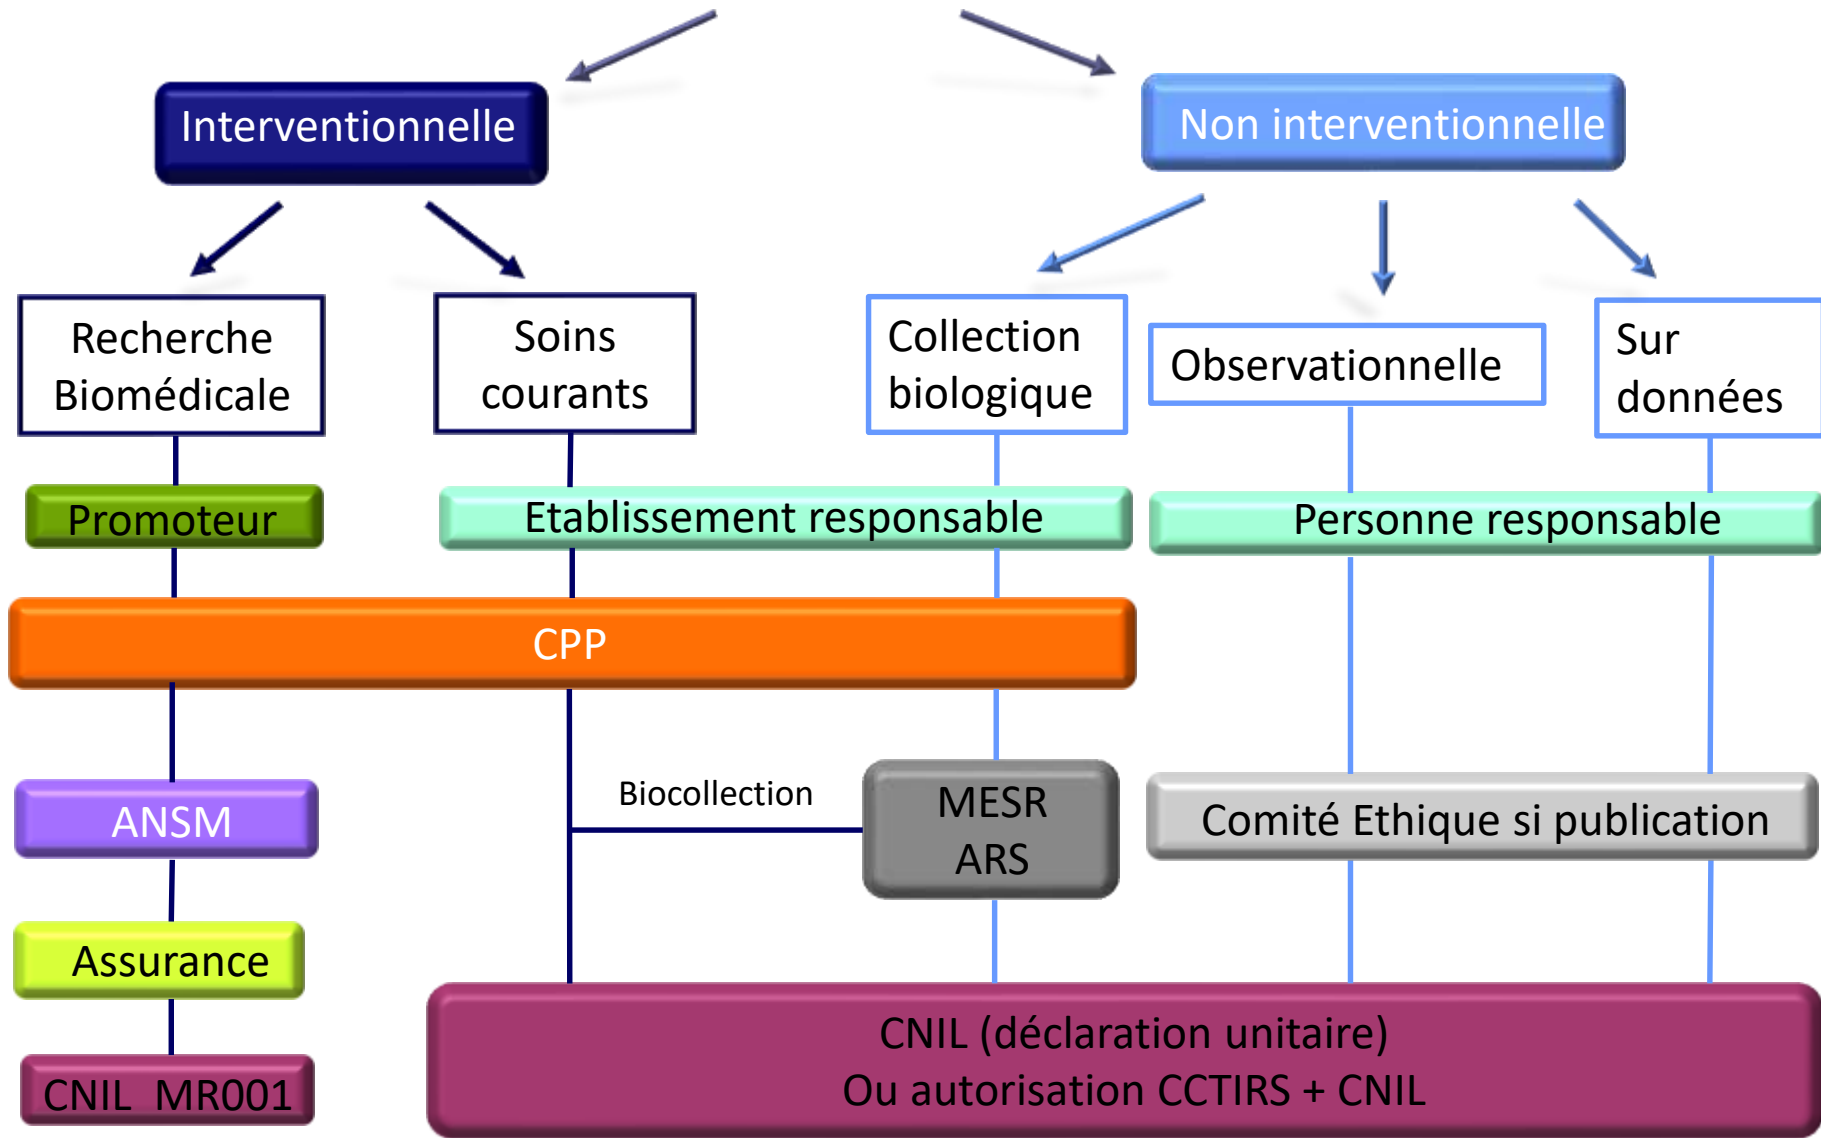 Interventionnelle
Non interventionnelle
Recherche
Biomédicale
Soins
courants
Collection
biologique
Observationnelle
Sur
données
Promoteur
Etablissement responsable
Personne responsable
CPP
ANSM
Biocollection
MESR
ARS
Comité Ethique si publication
Assurance
CNIL (déclaration unitaire)
Ou autorisation CCTIRS + CNIL
CNIL MR001